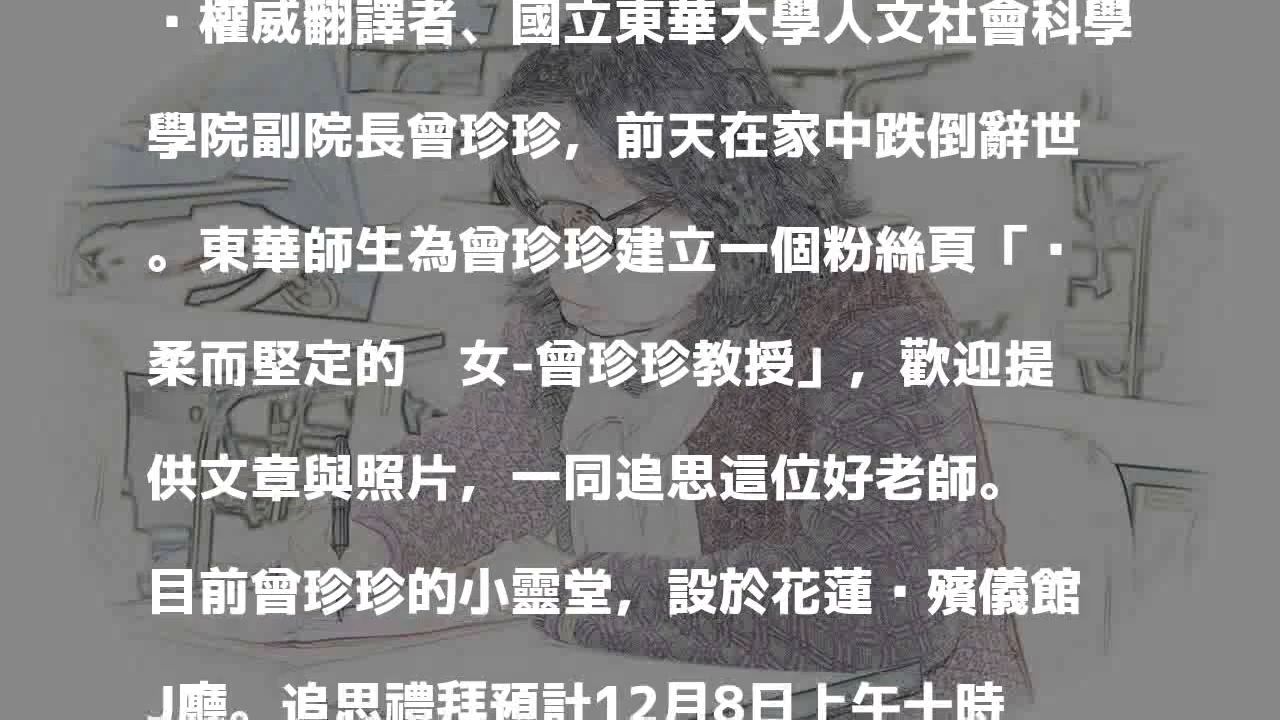 ·權威翻譯者、國立東華大學人文社會科學
學院副院長曾珍珍，前天在家中跌倒辭世
。東華師生為曾珍珍建立一個粉絲頁「·
柔而堅定的　女-曾珍珍教授」，歡迎提
供文章與照片，一同追思這位好老師。
目前曾珍珍的小靈堂，設於花蓮·殯儀館
J廳。追思禮拜預計12月8日上午十時